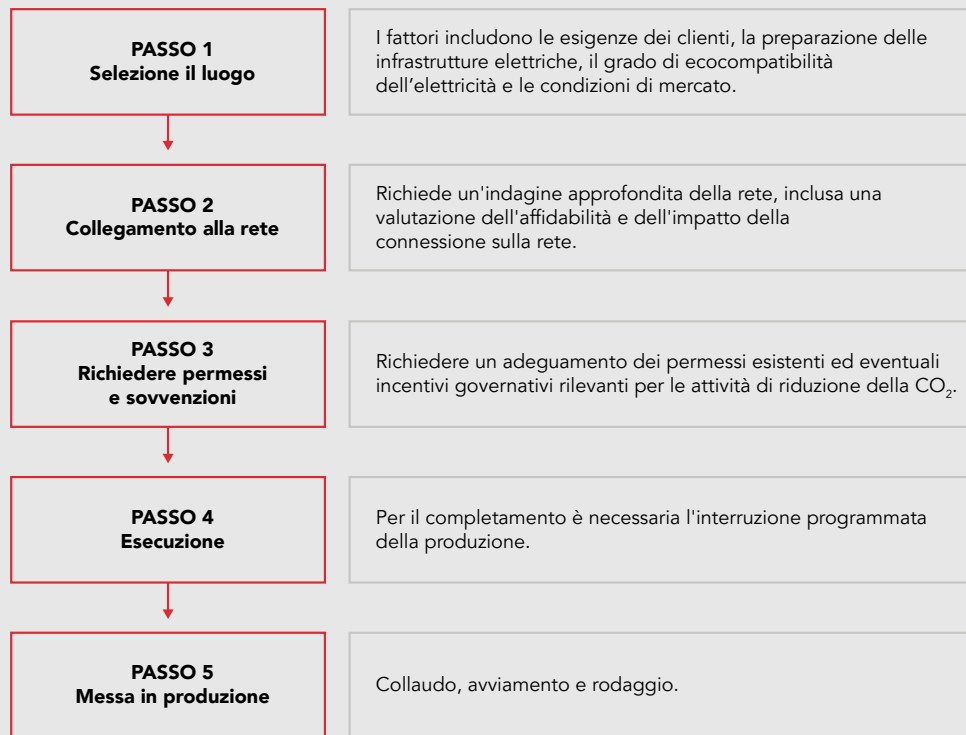 PASSO 1
Selezione il luogo
I fattori includono le esigenze dei clienti, la preparazione delle
infrastrutture elettriche, il grado di ecocompatibilità
dell’elettricità e le condizioni di mercato.
PASSO 2
Collegamento alla rete
Richiede un'indagine approfondita della rete, inclusa una
valutazione dell'affidabilità e dell'impatto della
connessione sulla rete.
PASSO 3
Richiedere permessi
e sovvenzioni
Richiedere un adeguamento dei permessi esistenti ed eventuali
incentivi governativi rilevanti per le attività di riduzione della CO₂.
PASSO 4
Esecuzione
Per il completamento è necessaria l'interruzione programmata
della produzione.
PASSO 5
Messa in produzione
Collaudo, avviamento e rodaggio.